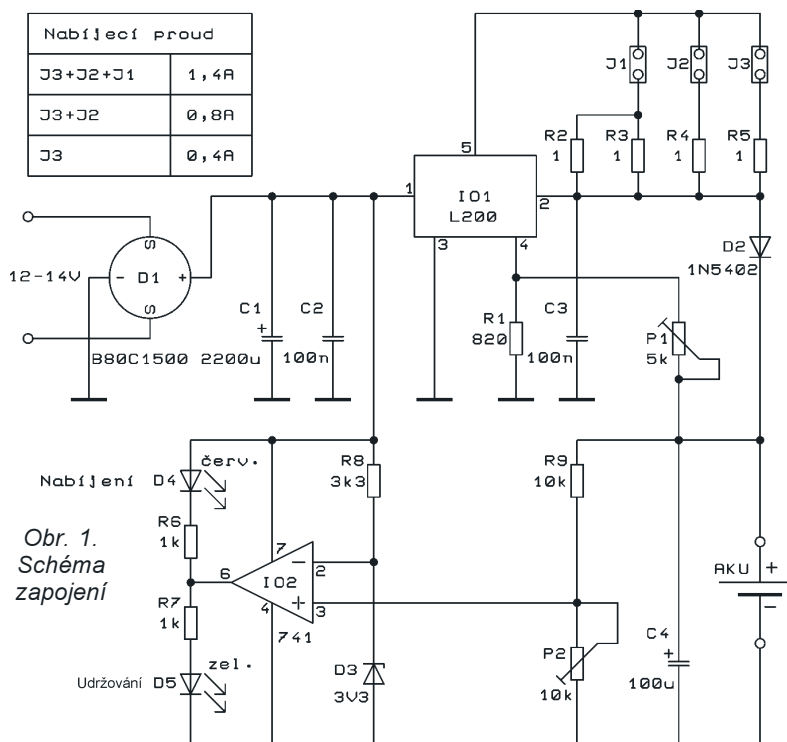 Nabíjecí proud
J3+J2+J1 1,4A
J3+J2 0,8A
J3 0,4A
J1 J2 J3
R2 1
R3 1
R4 1
R5 1
5
1
IO1
L200
2
3
4
12-14V
S
- D1 +
S
B80C1500
C1
+
2200u
C2
100n
R1
820
C3
100n
P1
5k
D2
1N5402
Nabíjení D4
červ.
R8
3k3
R9
10k
R6
1k
Obr. 1.
Schéma
zapojení
7
-
6 IO2 2
+
4 3
741
R7
1k
AKU +
-
Udržování D5
zel.
D3
3V3
P2
10k
C4
+
100u